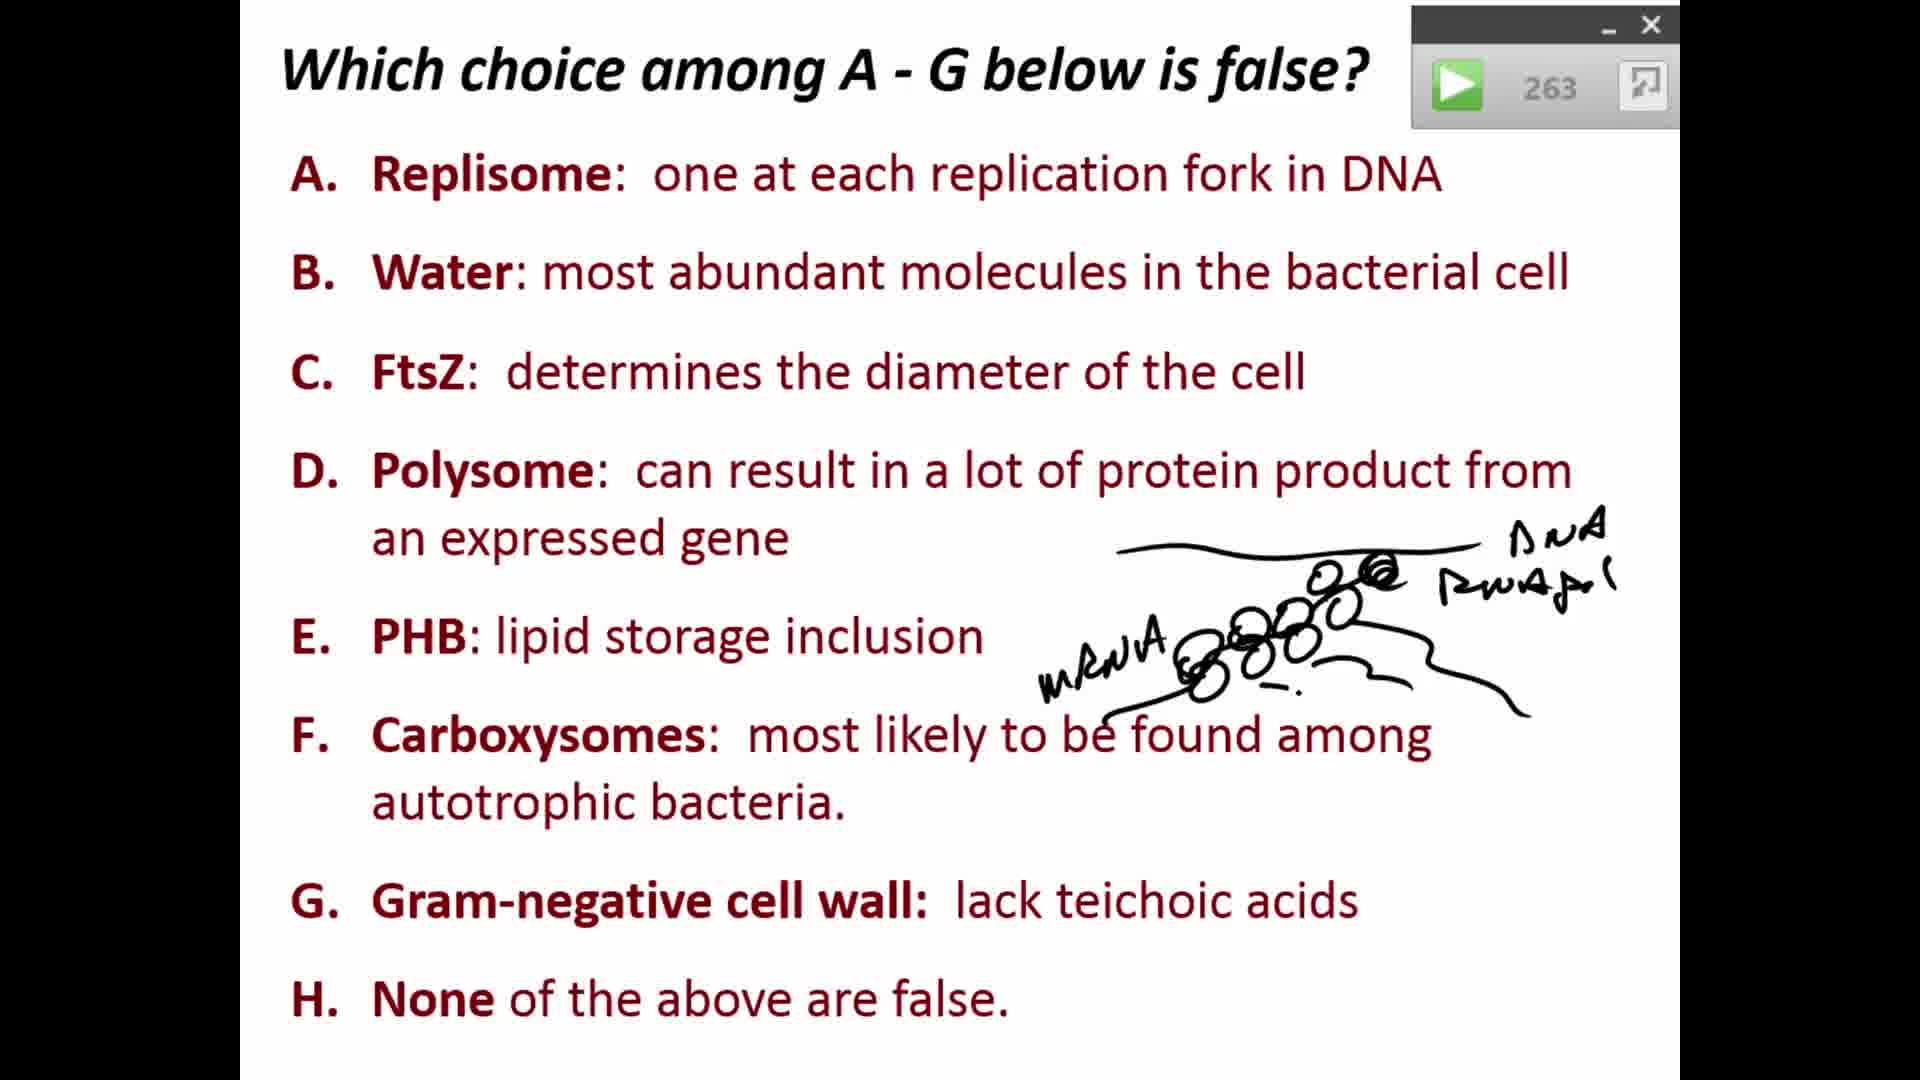 Which choice among A - G below is false?
263
A. Replisome: one at each replication fork in DNA
B. Water: most abundant molecules in the bacterial cell
C. FtsZ: determines the diameter of the cell
D. Polysome: can result in a lot of protein product from
an expressed gene
DNA
RNA pol
E. PHB: lipid storage inclusion
mRNA
F. Carboxysomes: most likely to be found among
autotrophic bacteria.
G. Gram-negative cell wall: lack teichoic acids
H. None of the above are false.